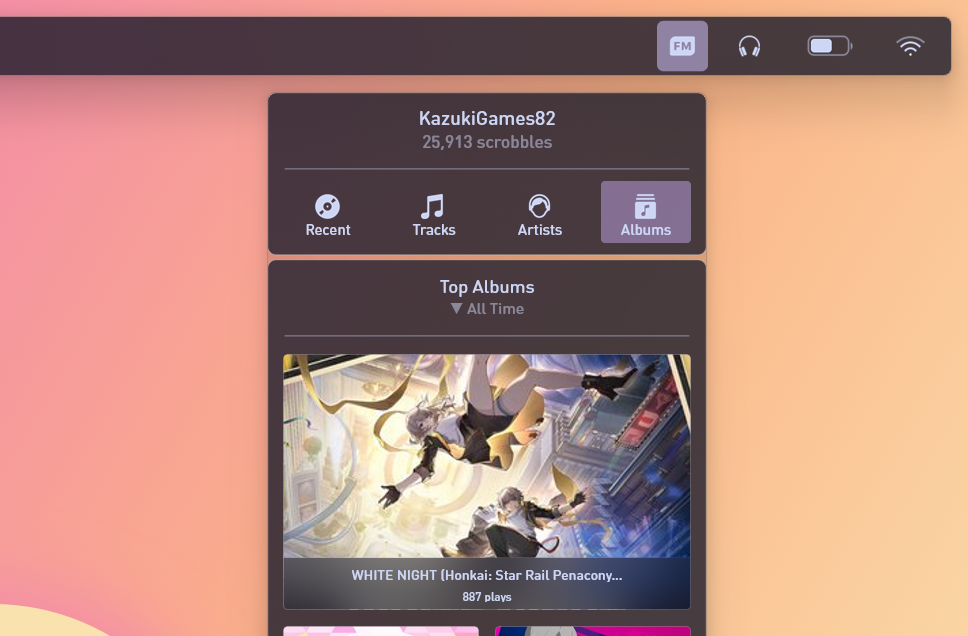 FM
KazukiGames82
25,913 scrobbles
Recent
Tracks
Artists
Albums
Top Albums
▼ All Time
WHITE NIGHT (Honkai: Star Rail Penacony...
887 plays